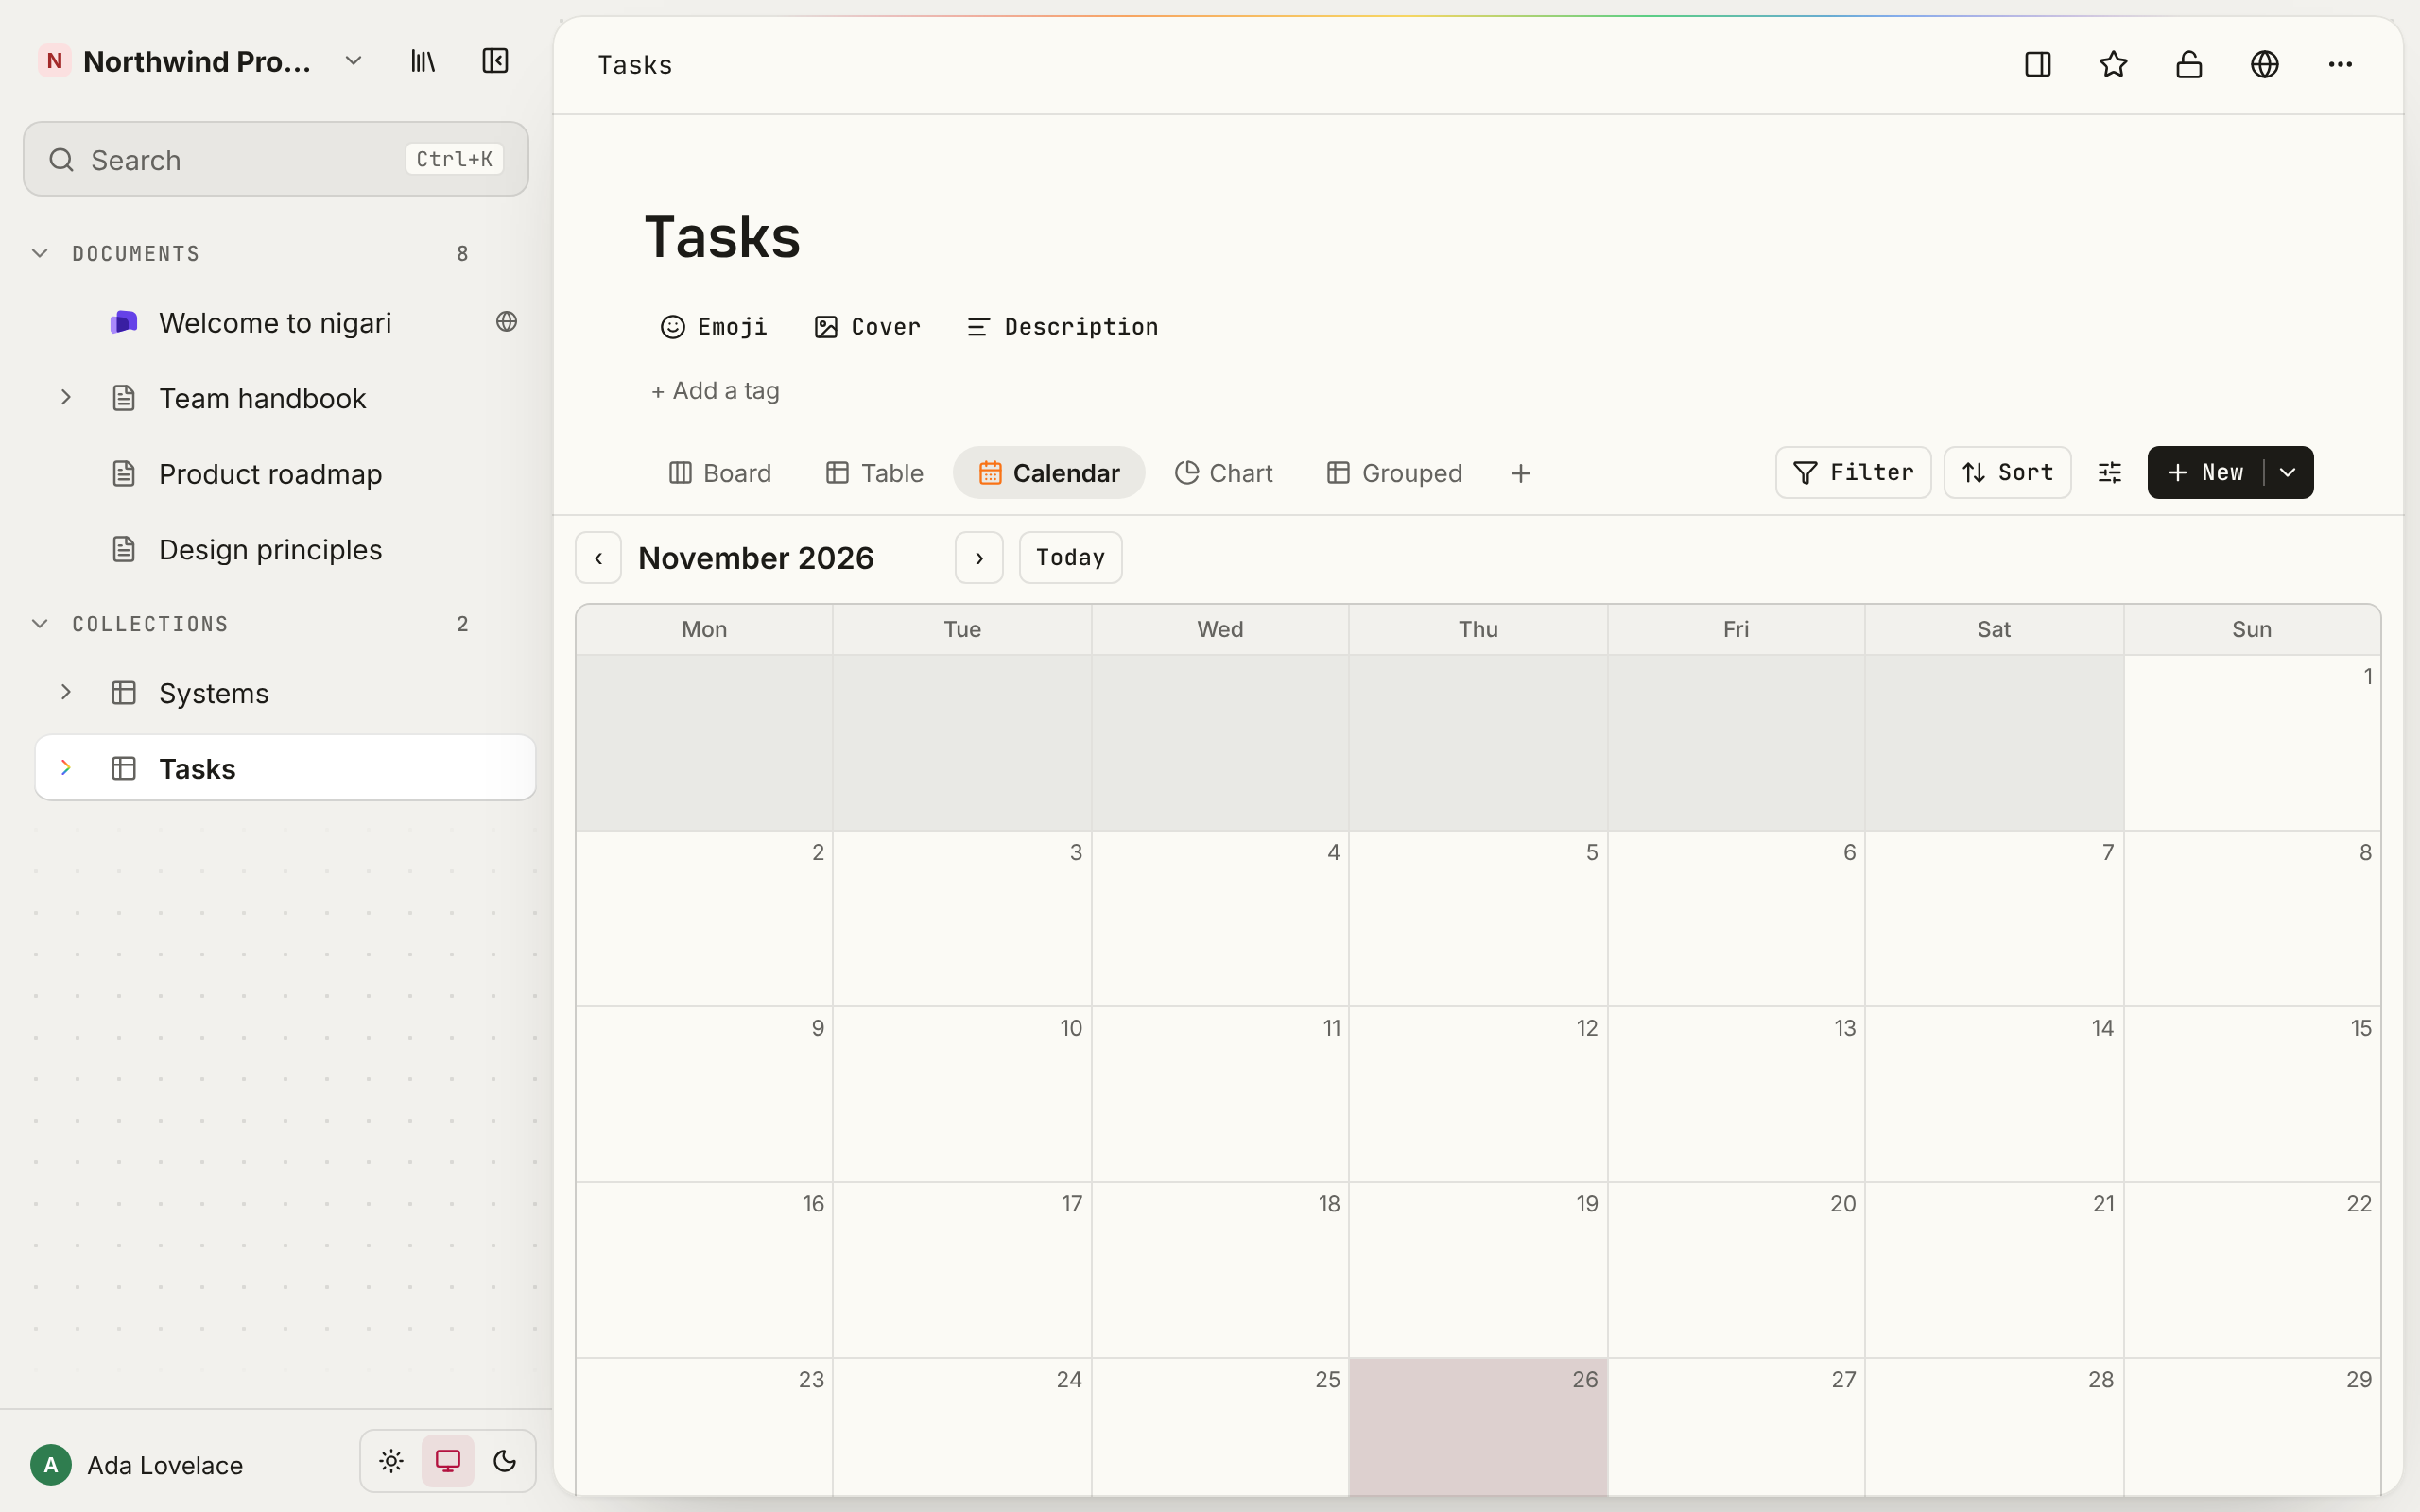 N Northwind Pro...
Search Ctrl+K
DOCUMENTS 8
Welcome to nigari
Team handbook
Product roadmap
Design principles
COLLECTIONS 2
Systems
Tasks
A Ada Lovelace
Tasks
Tasks
Emoji Cover Description
+ Add a tag
Board Table Calendar Chart Grouped + Filter Sort + New
‹ November 2026 › Today
Mon Tue Wed Thu Fri Sat Sun
1
2 3 4 5 6 7 8
9 10 11 12 13 14 15
16 17 18 19 20 21 22
23 24 25 26 27 28 29